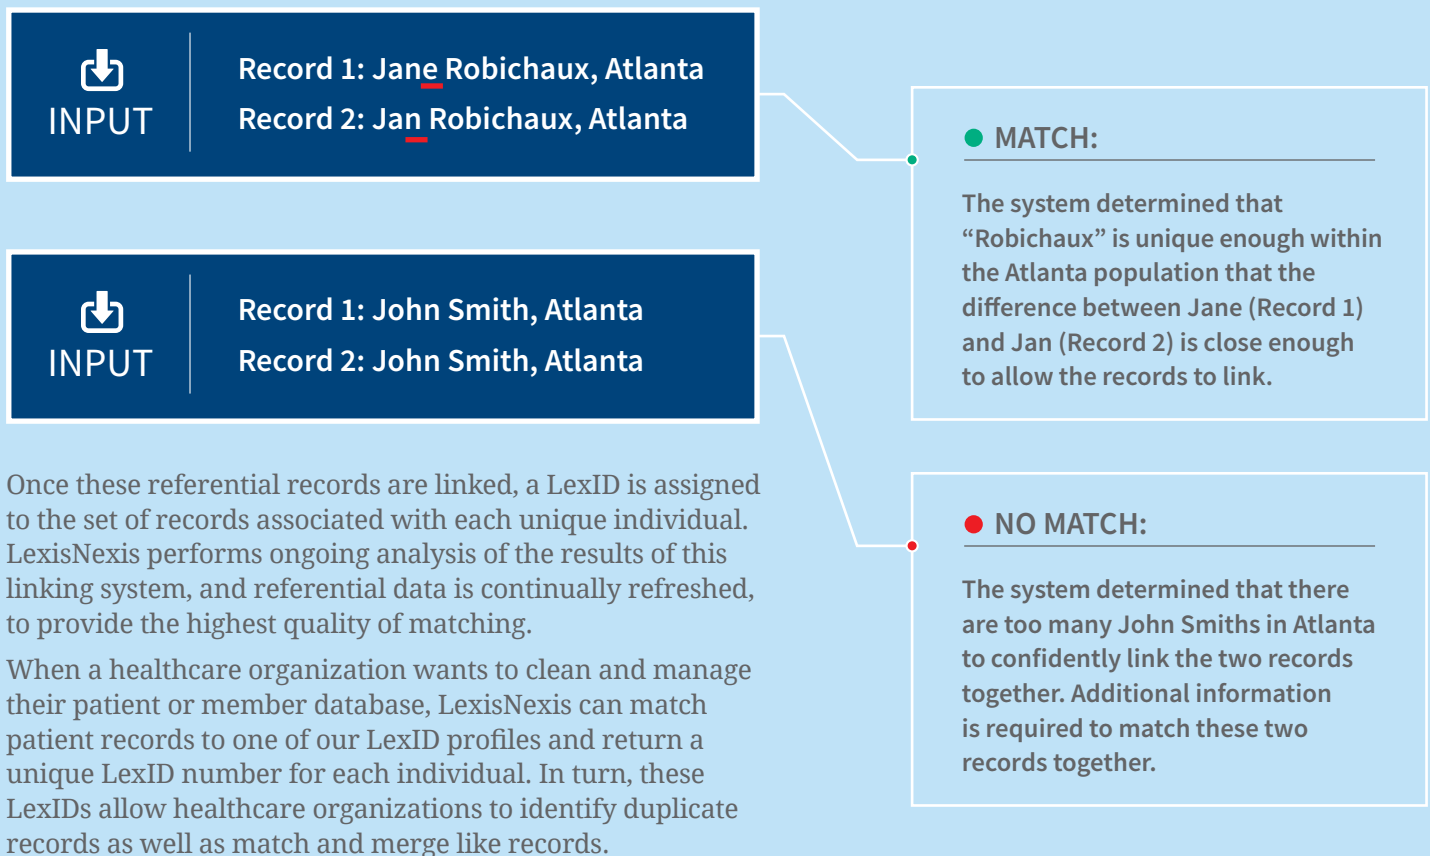 INPUT
Record 1: Jane Robichaux, Atlanta
Record 2: Jan Robichaux, Atlanta
MATCH:
The system determined that
“Robichaux” is unique enough within
the Atlanta population that the
difference between Jane (Record 1)
and Jan (Record 2) is close enough
to allow the records to link.
INPUT
Record 1: John Smith, Atlanta
Record 2: John Smith, Atlanta
NO MATCH:
The system determined that there
are too many John Smiths in Atlanta
to confidently link the two records
together. Additional information
is required to match these two
records together.
Once these referential records are linked, a LexID is assigned
to the set of records associated with each unique individual.
LexisNexis performs ongoing analysis of the results of this
linking system, and referential data is continually refreshed,
to provide the highest quality of matching.
When a healthcare organization wants to clean and manage
their patient or member database, LexisNexis can match
patient records to one of our LexID profiles and return a
unique LexID number for each individual. In turn, these
LexIDs allow healthcare organizations to identify duplicate
records as well as match and merge like records.